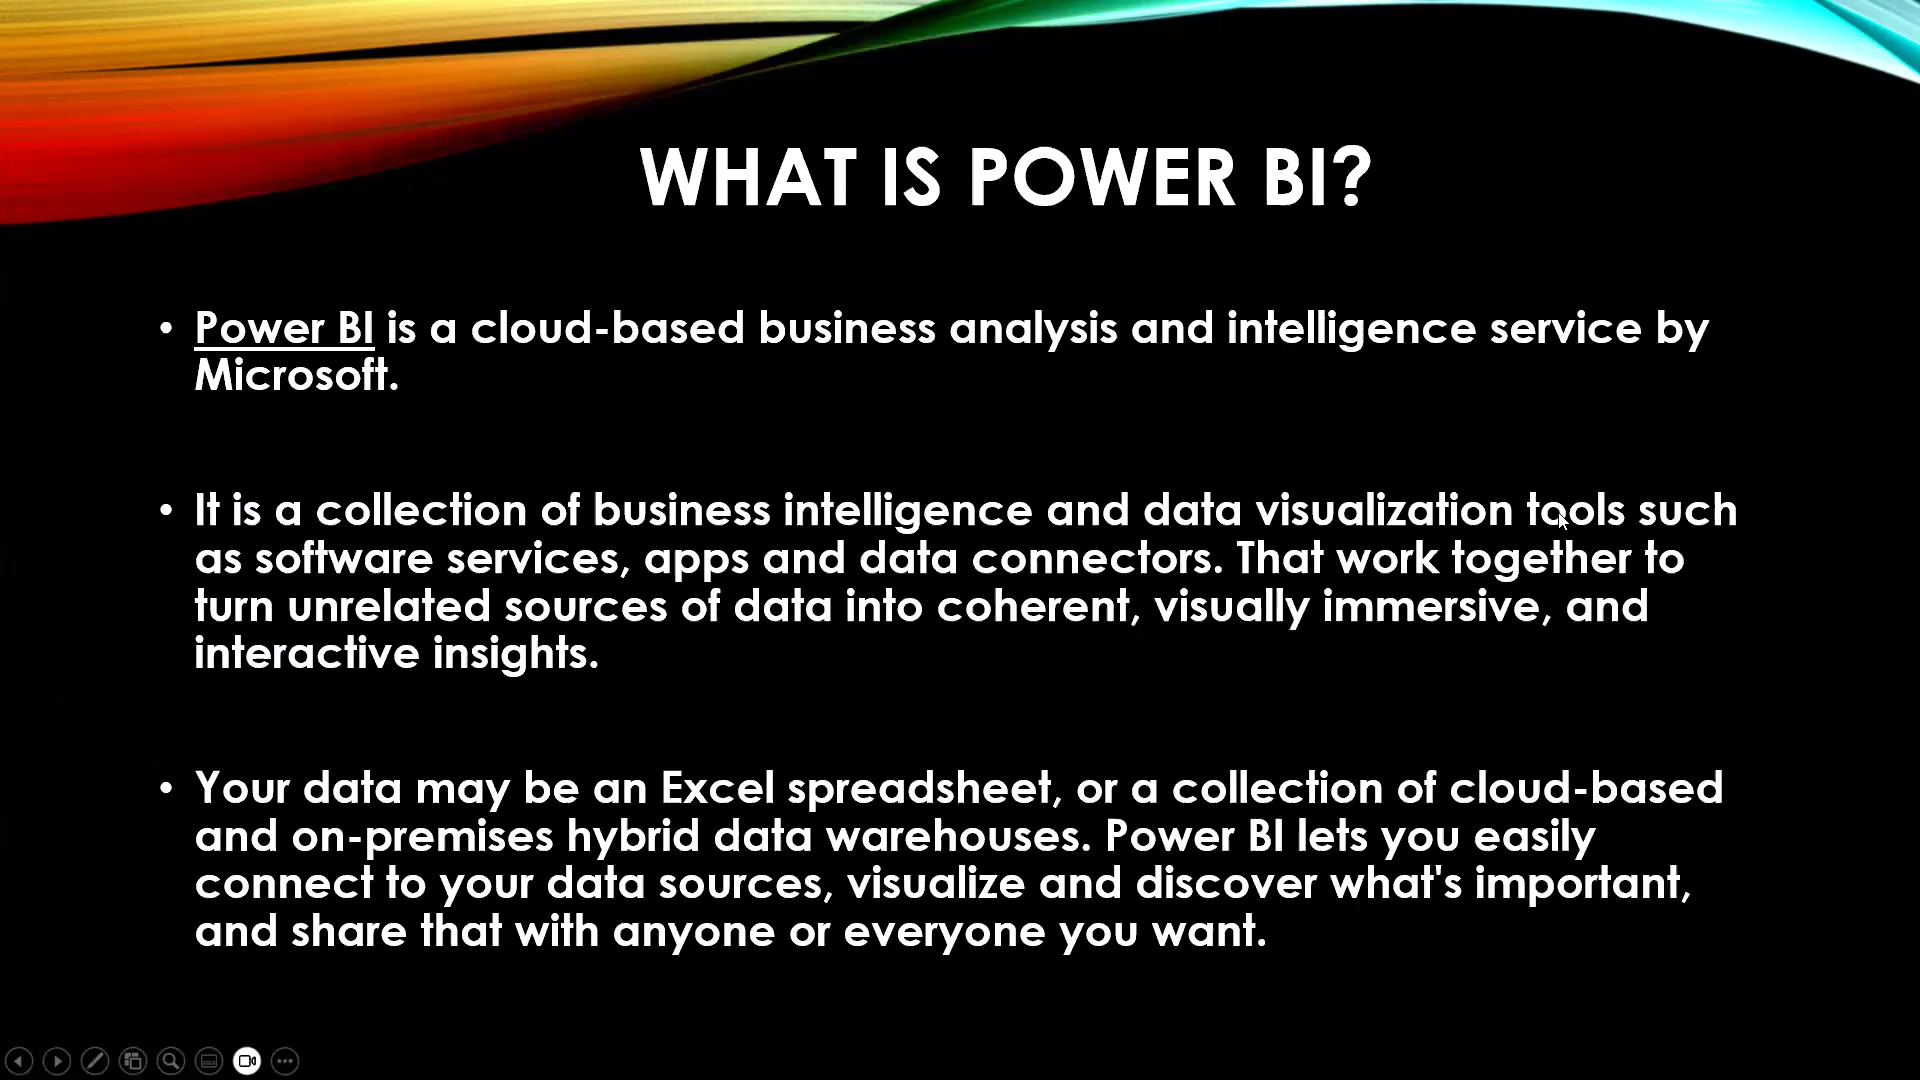 WHAT IS POWER BI?
• Power BI is a cloud-based business analysis and intelligence service by
Microsoft.
• It is a collection of business intelligence and data visualization tools such
as software services, apps and data connectors. That work together to
turn unrelated sources of data into coherent, visually immersive, and
interactive insights.
• Your data may be an Excel spreadsheet, or a collection of cloud-based
and on-premises hybrid data warehouses. Power BI lets you easily
connect to your data sources, visualize and discover what's important,
and share that with anyone or everyone you want.